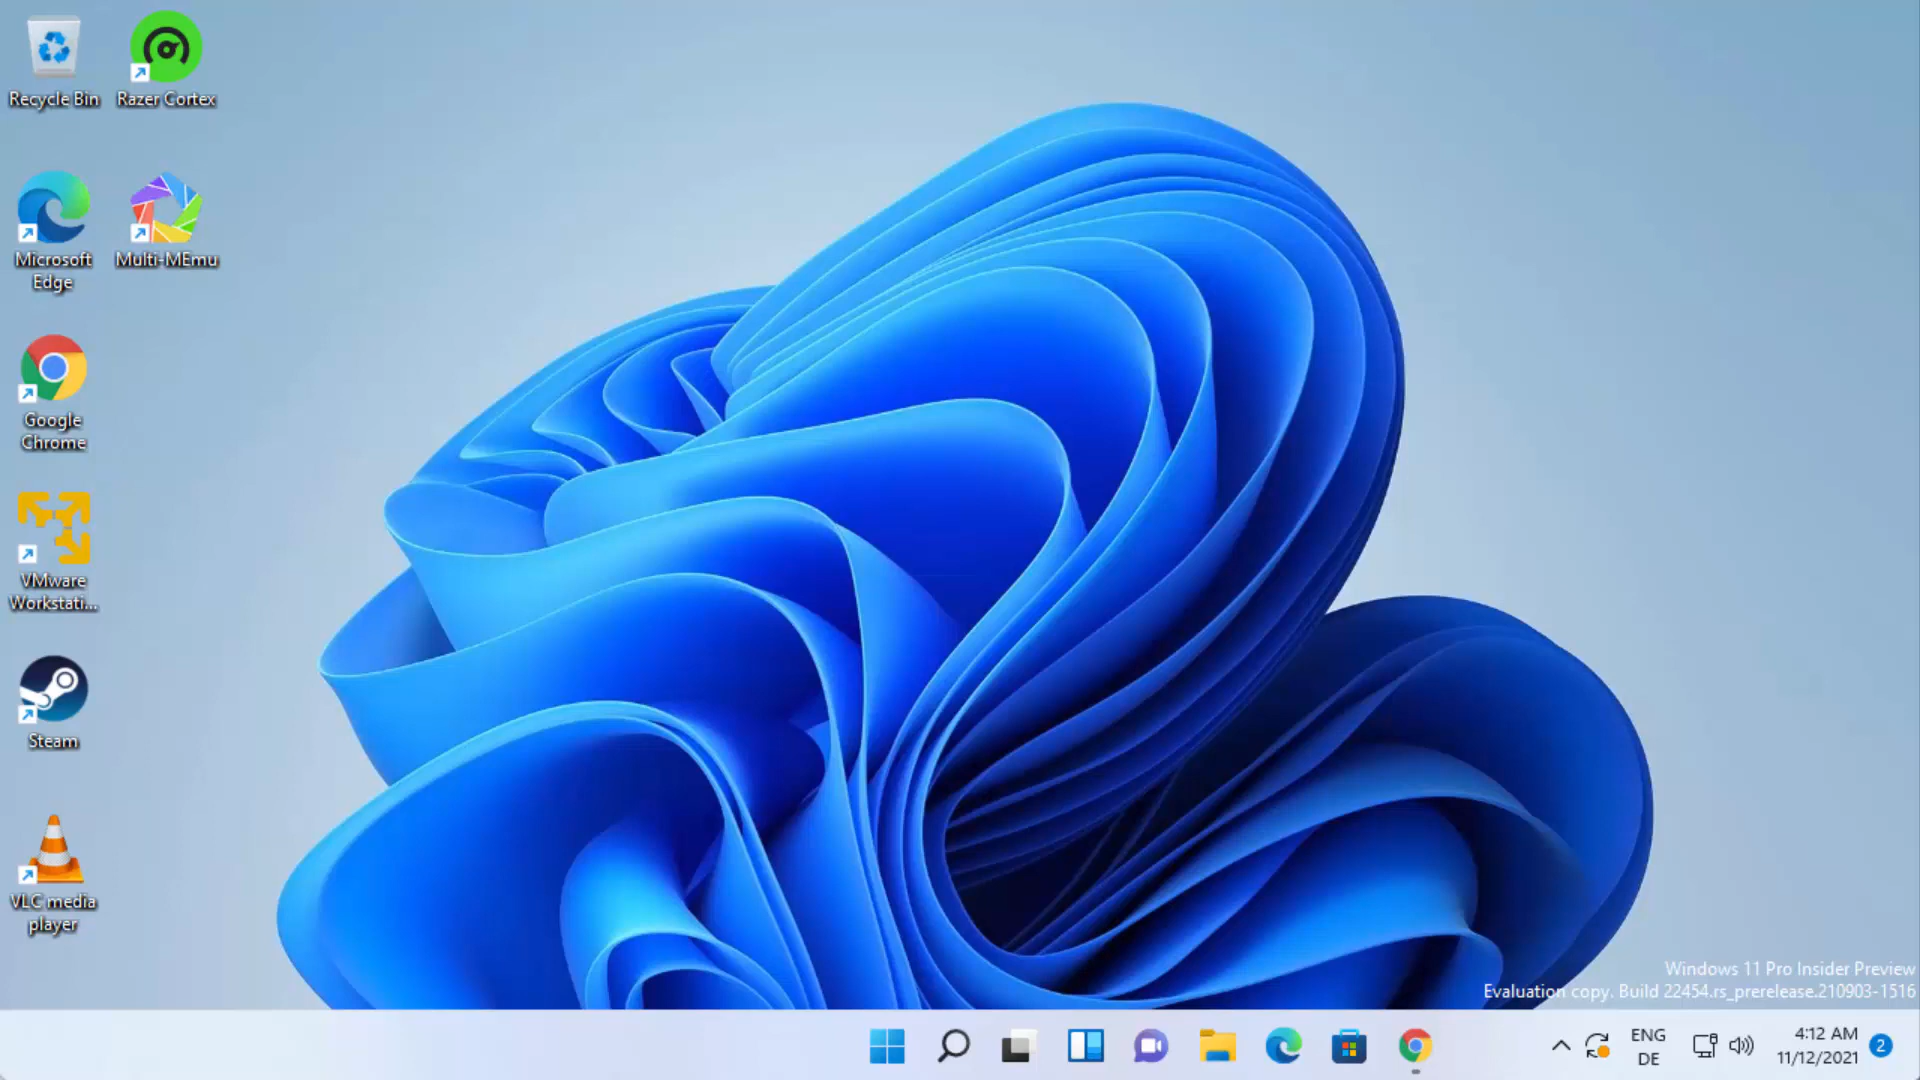 Recycle Bin
Razer Cortex
Microsoft
Edge
Multi-MEmu
Google
Chrome
VMware
Workstati...
Steam
VLC media
player
Windows 11 Pro Insider Preview
Evaluation copy. Build 22454.rs_prerelease.210903-1516
ENG
DE
4:12 AM
11/12/2021
2